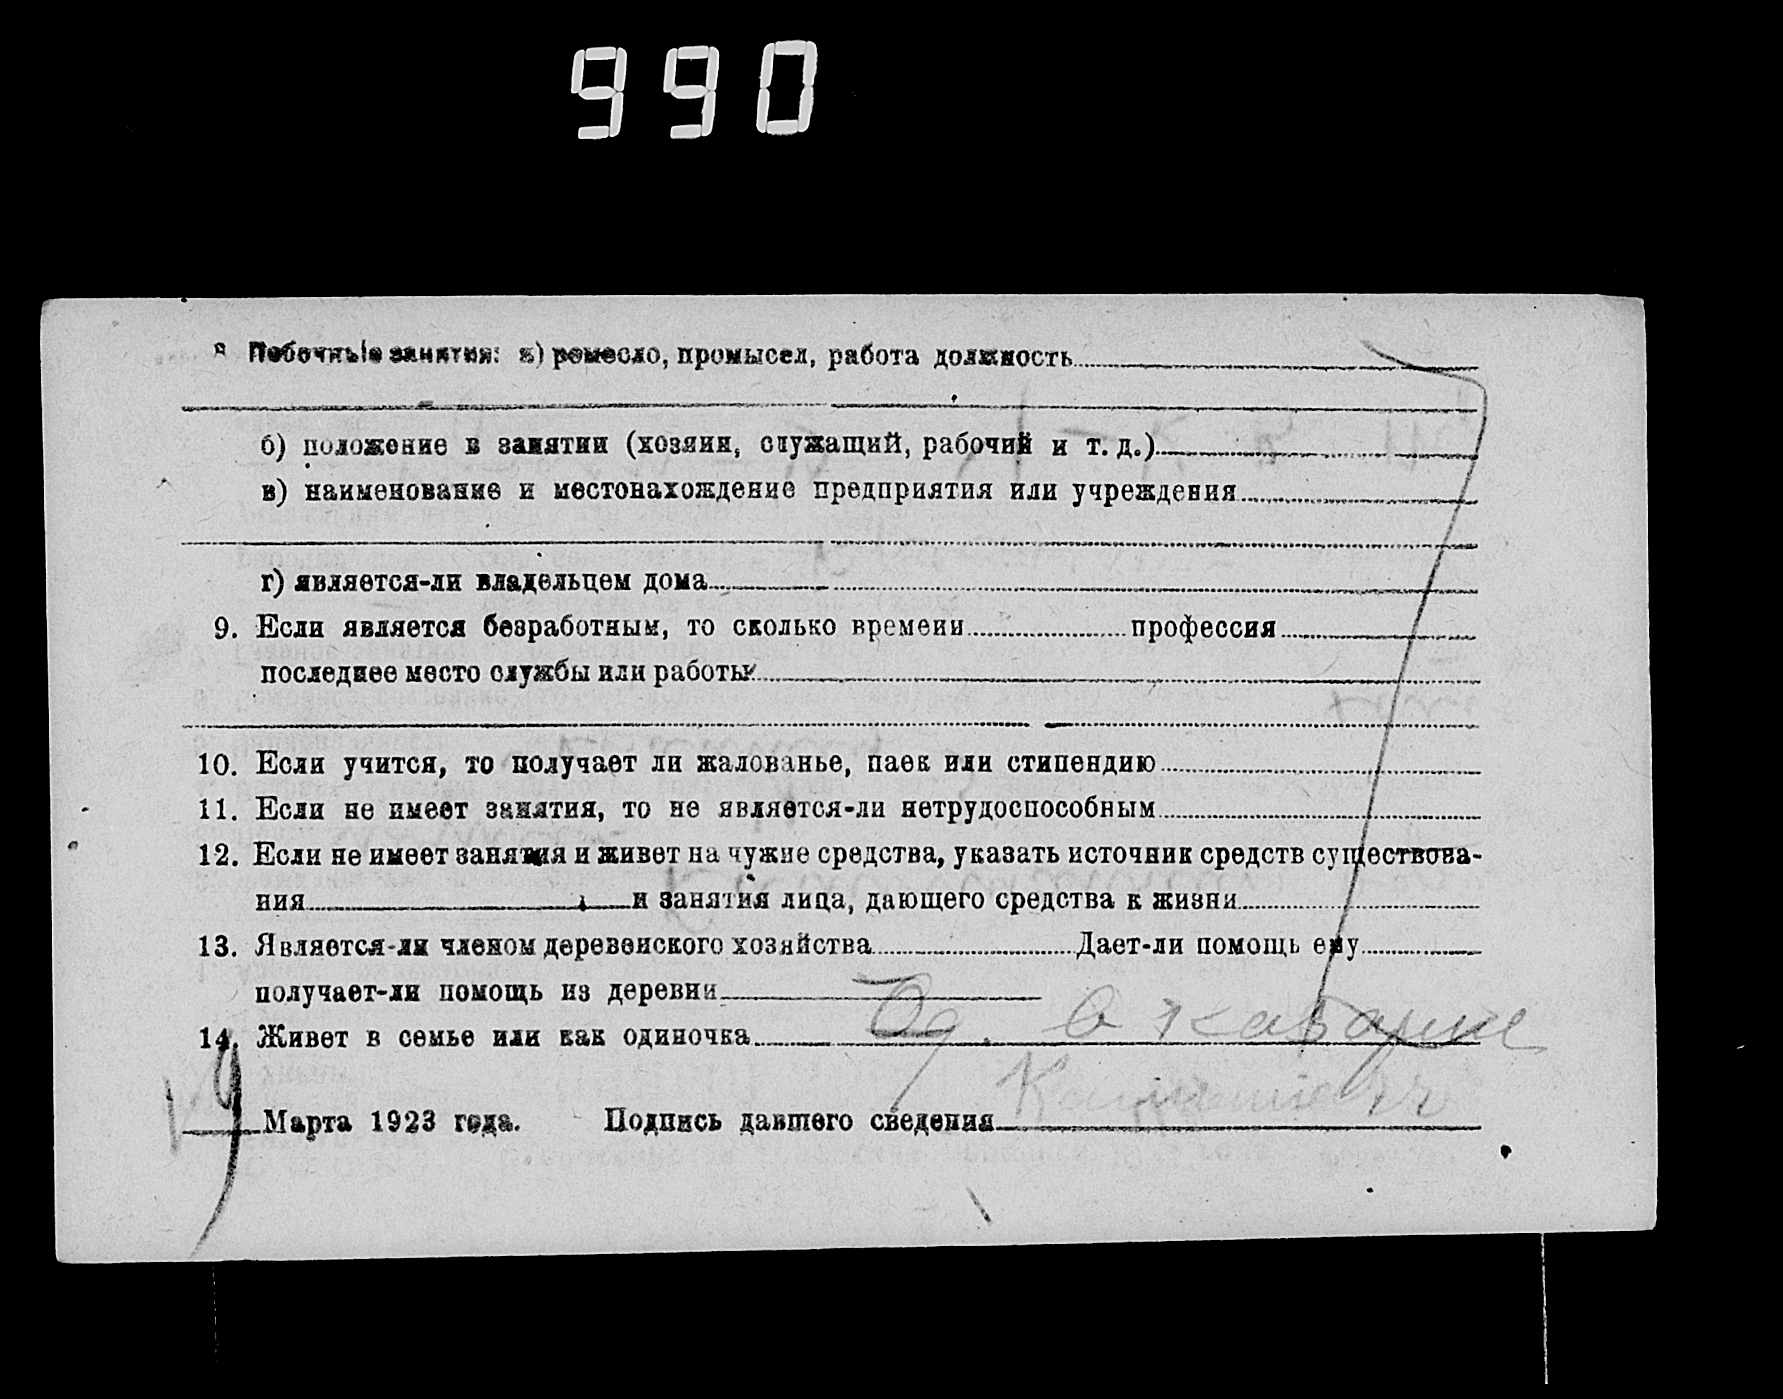 990
8 Побочные занятия: а) ремесло, промысел, работа должность
б) положение в занятии (хозяин, служащий, рабочий и т. д.)
в) наименование и местонахождение предприятия или учреждения
г) является-ли владельцем дома
9. Если является безработным, то сколько времени профессия
последнее место службы или работы
10. Если учится, то получает ли жалованье, паек или стипендию
11. Если не имеет занятия, то не является-ли нетрудоспособным
12. Если не имеет занятия и живет на чужие средства, указать источник средств существова-
ния и занятия лица, дающего средства к жизни
13. Является-ли членом деревенского хозяйства Дает-ли помощь ему
получает-ли помощь из деревни
14. Живет в семье или как одиночка Од. в казарме
19 Марта 1923 года. Подпись давшего сведения